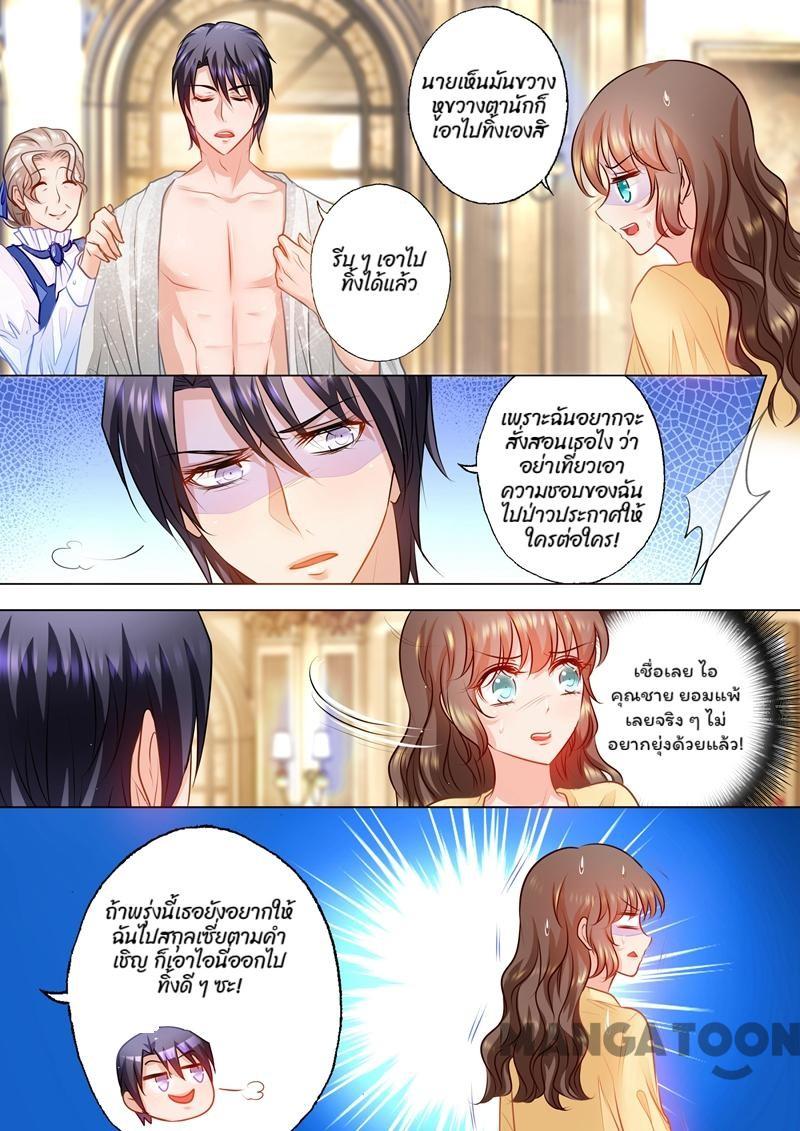 นายเห็นมันขวาง
หูขวางตานักก็
เอาไปทิ้งเองสิ
รีบ ๆ เอาไป
ทิ้งได้แล้ว
เพราะฉันอยากจะ
สั่งสอนเธอไง ว่า
อย่าเที่ยวเอา
ความชอบของฉัน
ไปป่าวประกาศให้
ใครต่อใคร!
เชื่อเลย ไอ
คุณชาย ยอมแพ้
เลยจริง ๆ ไม่
อยากยุ่งด้วยแล้ว!
ถ้าพรุ่งนี้เธอยังอยากให้
ฉันไปสกุลเซี่ยตามคำ
เชิญ ก็เอาไอนี่ออกไป
ทิ้งดี ๆ ซะ!
MANGATOON